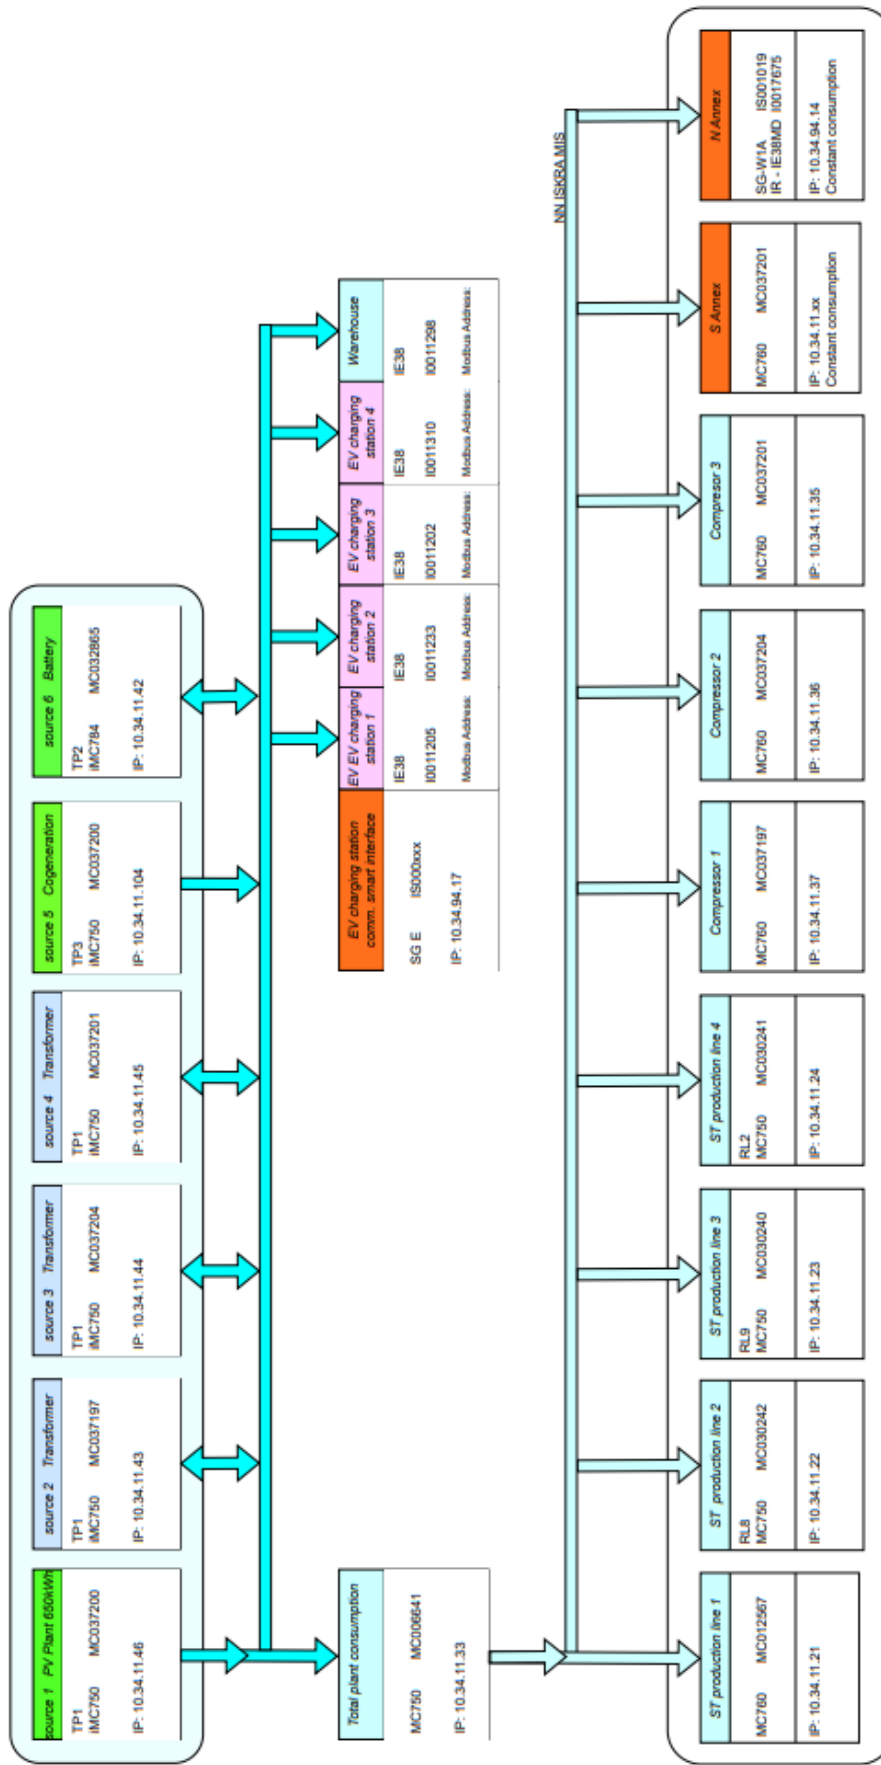 source 1 PV Plant 650kWh
TP1
iMC750 MC037200
IP: 10.34.11.46
source 2 Transformer
TP1
iMC750 MC037197
IP: 10.34.11.43
source 3 Transformer
TP1
iMC750 MC037204
IP: 10.34.11.44
source 4 Transformer
TP1
iMC750 MC037201
IP: 10.34.11.45
source 5 Cogeneration
TP3
iMC750 MC037200
IP: 10.34.11.104
source 6 Battery
TP2
iMC784 MC032865
IP: 10.34.11.42
Total plant consumption
MC750 MC006641
IP: 10.34.11.33
EV charging station
comm. smart interface
SG E IS000xxx
IP: 10.34.94.17
EV EV charging
station 1
IE38
I0011205
Modbus Address:
EV charging
station 2
IE38
I0011233
Modbus Address:
EV charging
station 3
IE38
I0011202
Modbus Address:
EV charging
station 4
IE38
I0011310
Modbus Address:
Warehouse
IE38
I0011298
Modbus Address:
NN ISKRA MIS
ST production line 1
MC760 MC012567
IP: 10.34.11.21
ST production line 2
RL8
MC750 MC030242
IP: 10.34.11.22
ST production line 3
RL9
MC750 MC030240
IP: 10.34.11.23
ST production line 4
RL2
MC750 MC030241
IP: 10.34.11.24
Compressor 1
MC760 MC037197
IP: 10.34.11.37
Compressor 2
MC760 MC037204
IP: 10.34.11.36
Compresor 3
MC760 MC037201
IP: 10.34.11.35
S Annex
MC760 MC037201
IP: 10.34.11.xx
Constant consumption
N Annex
SG-W1A IS001019
IR - IE38MD I0017675
IP: 10.34.94.14
Constant consumption